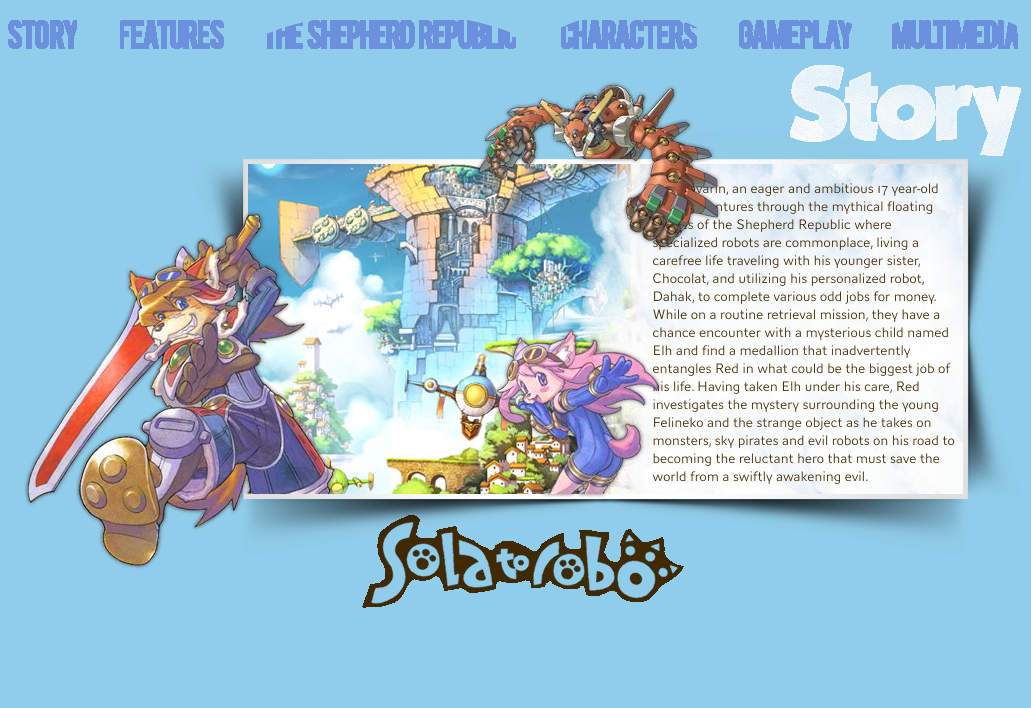 STORY FEATURES THE SHEPHERD REPUBLIC CHARACTERS GAMEPLAY MULTIMEDIA
Story
an eager and ambitious 17 year-old
through the mythical floating
of the Shepherd Republic where
specialized robots are commonplace, living a
carefree life traveling with his younger sister,
Chocolat, and utilizing his personalized robot,
Dahak, to complete various odd jobs for money.
While on a routine retrieval mission, they have a
chance encounter with a mysterious child named
Elh and find a medallion that inadvertently
entangles Red in what could be the biggest job of
his life. Having taken Elh under his care, Red
investigates the mystery surrounding the young
Felineko and the strange object as he takes on
monsters, sky pirates and evil robots on his road to
becoming the reluctant hero that must save the
world from a swiftly awakening evil.
Solatorobo